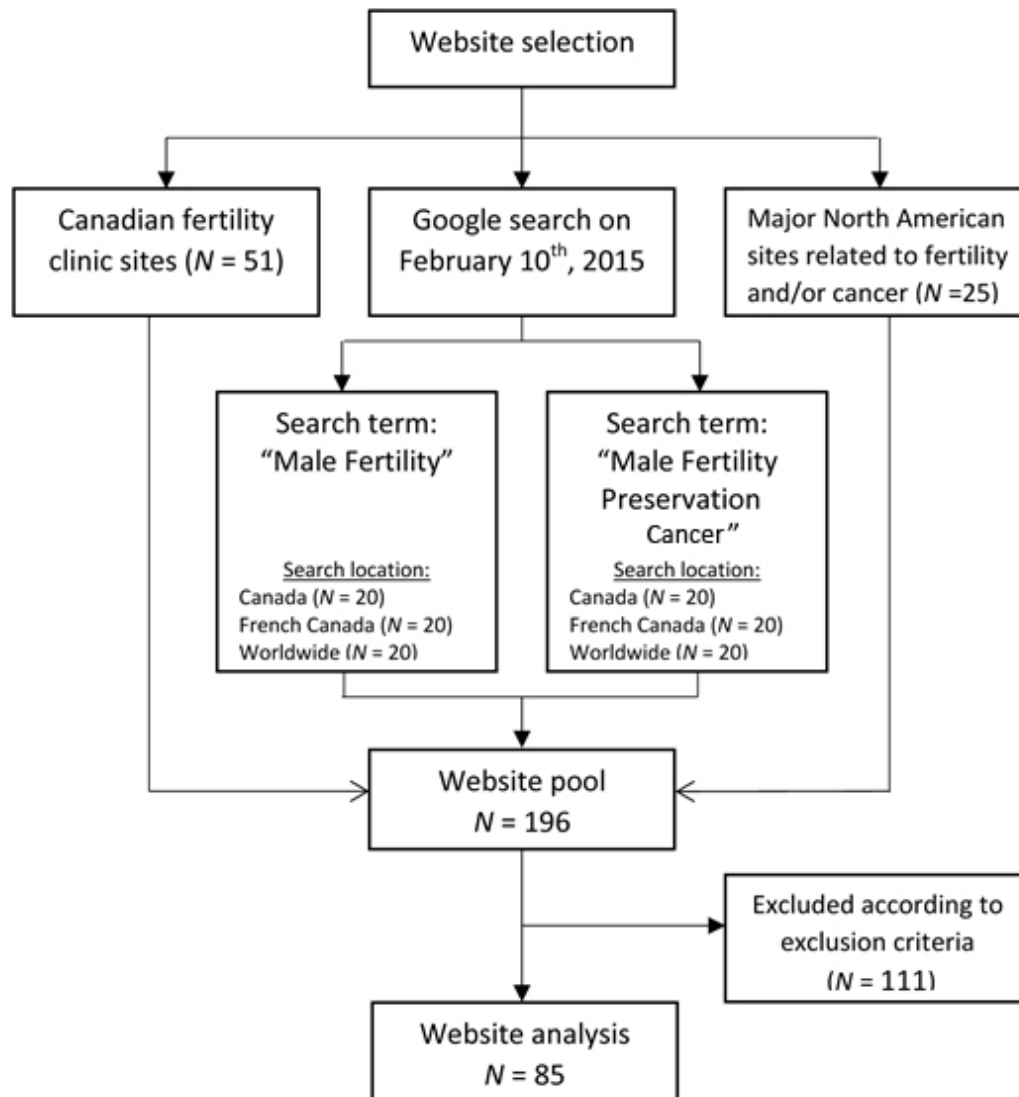 Website selection
Canadian fertility
clinic sites (N = 51)
Google search on
February 10th, 2015
Major North American
sites related to fertility
and/or cancer (N =25)
Search term:
“Male Fertility”
Search location:
Canada (N = 20)
French Canada (N = 20)
Worldwide (N = 20)
Search term:
“Male Fertility
Preservation
Cancer”
Search location:
Canada (N = 20)
French Canada (N = 20)
Worldwide (N = 20)
Website pool
N = 196
Excluded according to
exclusion criteria
(N = 111)
Website analysis
N = 85